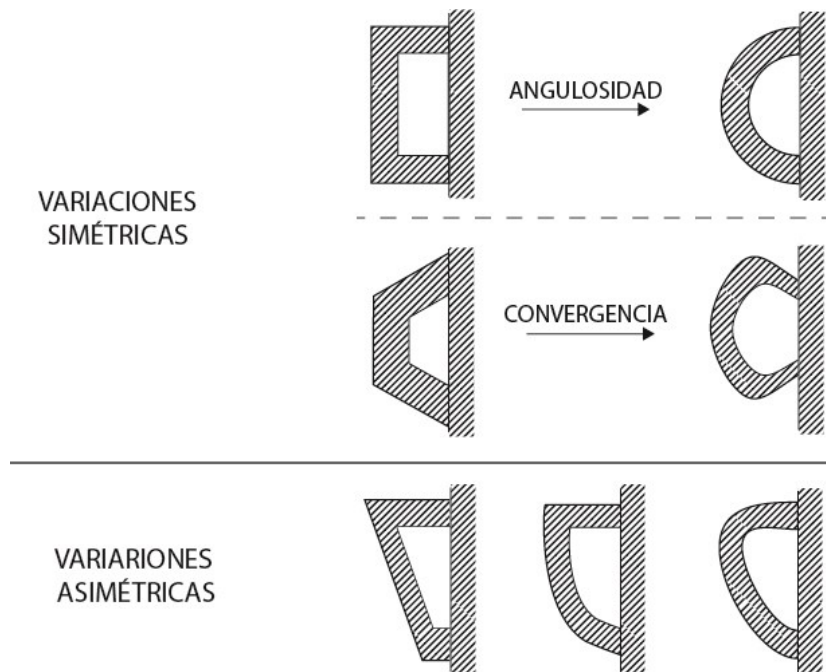 ANGULOSIDAD
VARIACIONES
SIMÉTRICAS
CONVERGENCIA
VARIARIONES
ASIMÉTRICAS